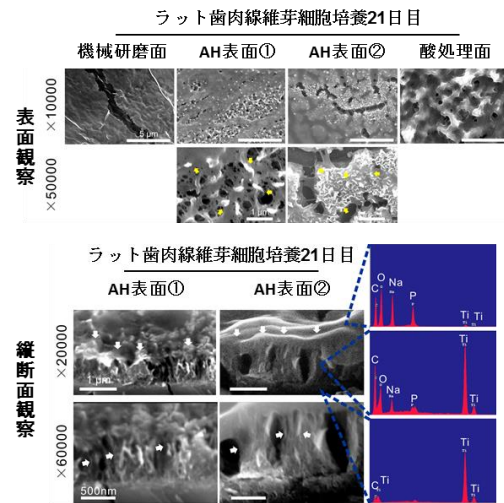 ラット歯肉線維芽細胞培養21日目
機械研磨面 AH表面① AH表面② 酸処理面
表面観察
×10000
5 μm
×50000
1 μm
ラット歯肉線維芽細胞培養21日目
AH表面① AH表面②
縦断面観察
×20000
1 μm
×60000
500nm
C O Na P Ti Ti
C O Na P Ti Ti
C Ti Ti Ti